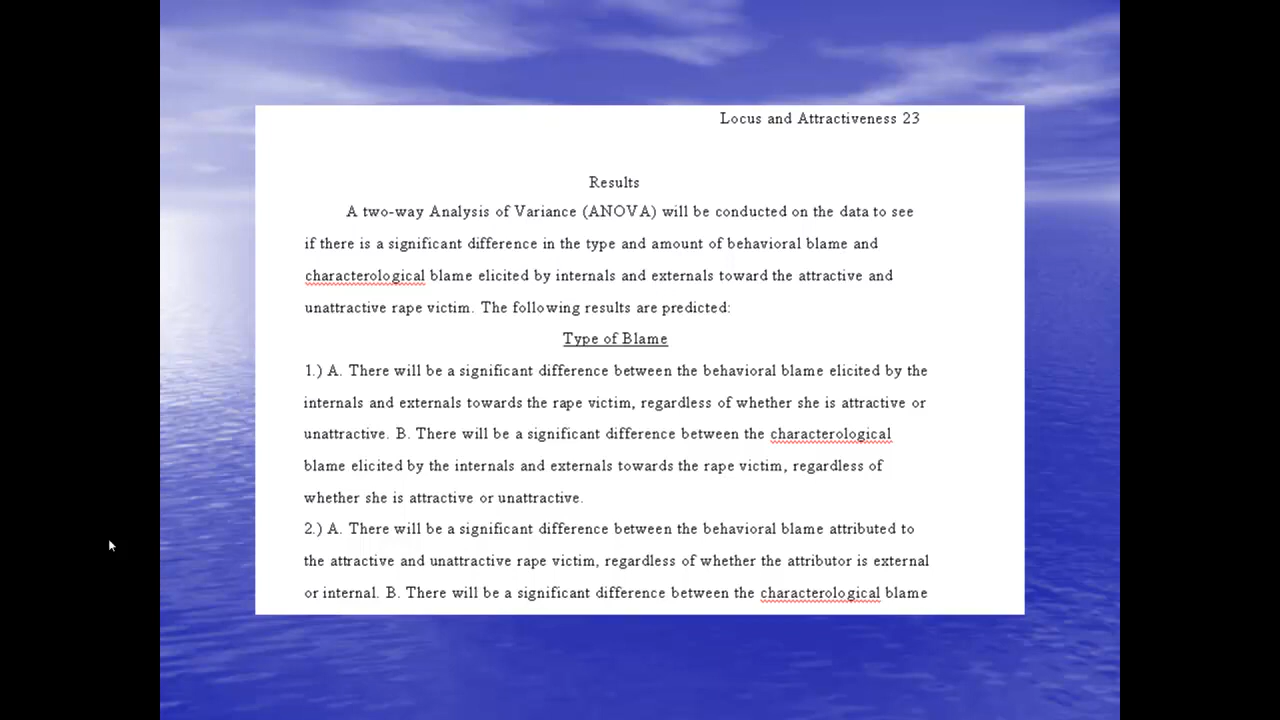 Locus and Attractiveness 23
Results
A two-way Analysis of Variance (ANOVA) will be conducted on the data to see
if there is a significant difference in the type and amount of behavioral blame and
characterological blame elicited by internals and externals toward the attractive and
unattractive rape victim. The following results are predicted:
Type of Blame
1.) A. There will be a significant difference between the behavioral blame elicited by the
internals and externals towards the rape victim, regardless of whether she is attractive or
unattractive. B. There will be a significant difference between the characterological
blame elicited by the internals and externals towards the rape victim, regardless of
whether she is attractive or unattractive.
2.) A. There will be a significant difference between the behavioral blame attributed to
the attractive and unattractive rape victim, regardless of whether the attributor is external
or internal. B. There will be a significant difference between the characterological blame